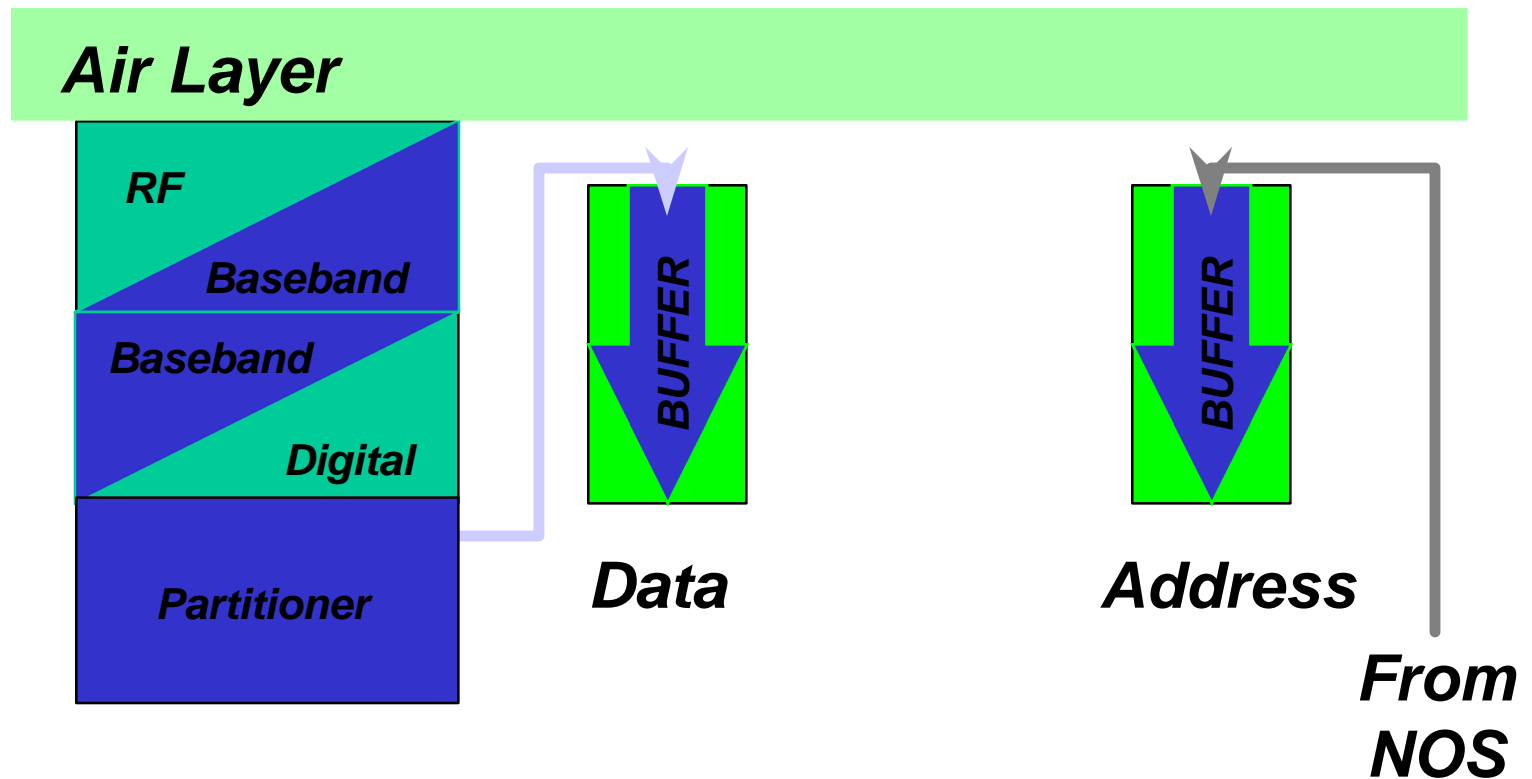 Air Layer
RF
Baseband
Baseband
Digital
Partitioner
BUFFER
Data
BUFFER
Address
From
NOS